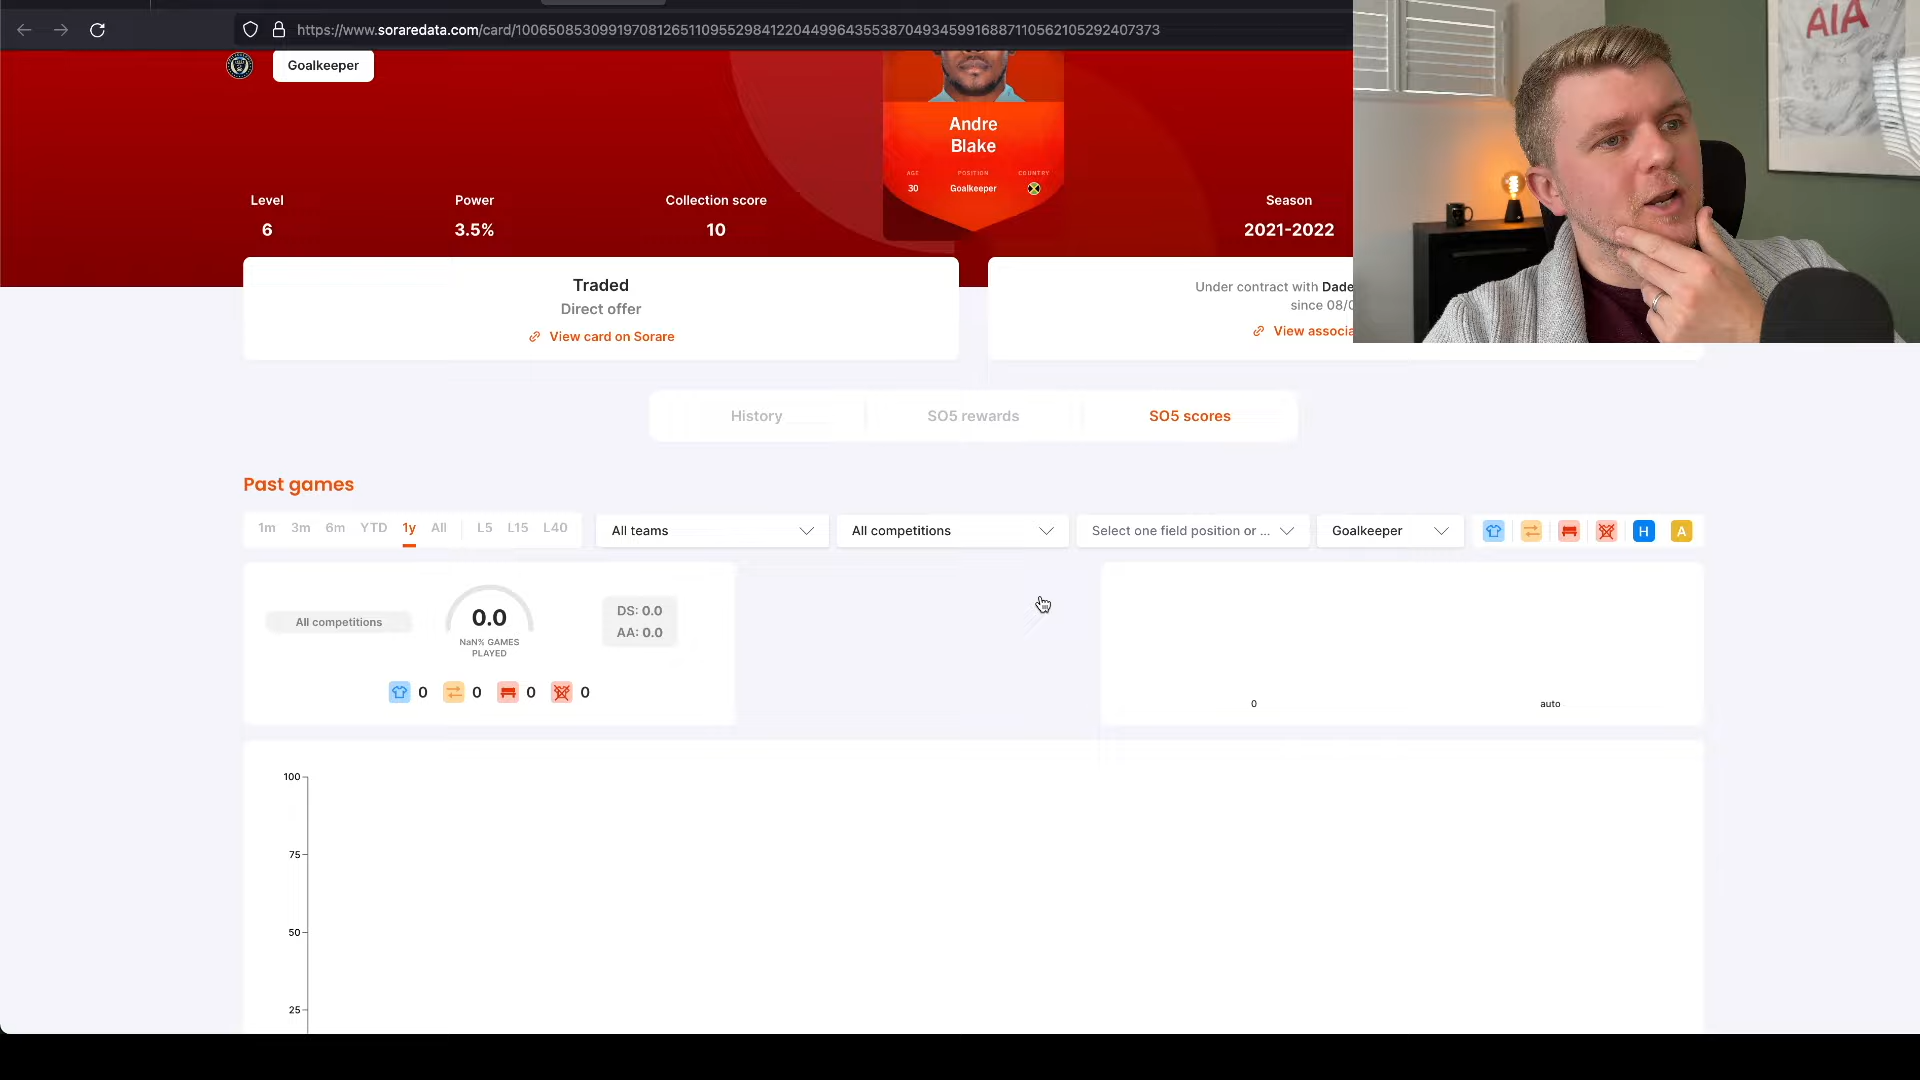 https://www.soraredata.com/card/100650853099197081265110955298412204499643553870493459916887110562105292407373
Goalkeeper
Andre
Blake
AGE POSITION COUNTRY
30 Goalkeeper
Level Power Collection score Season
6 3.5% 10 2021-2022
AIA
Traded
Direct offer
View card on Sorare
Under contract with Dade
since 08/0
View associa
History SO5 rewards SO5 scores
Past games
1m 3m 6m YTD 1y All L5 L15 L40 All teams All competitions Select one field position or ... Goalkeeper H A
All competitions 0.0 DS: 0.0
NaN% GAMES
PLAYED
AA: 0.0
0 0 0 0
0 auto
100
75
50
25